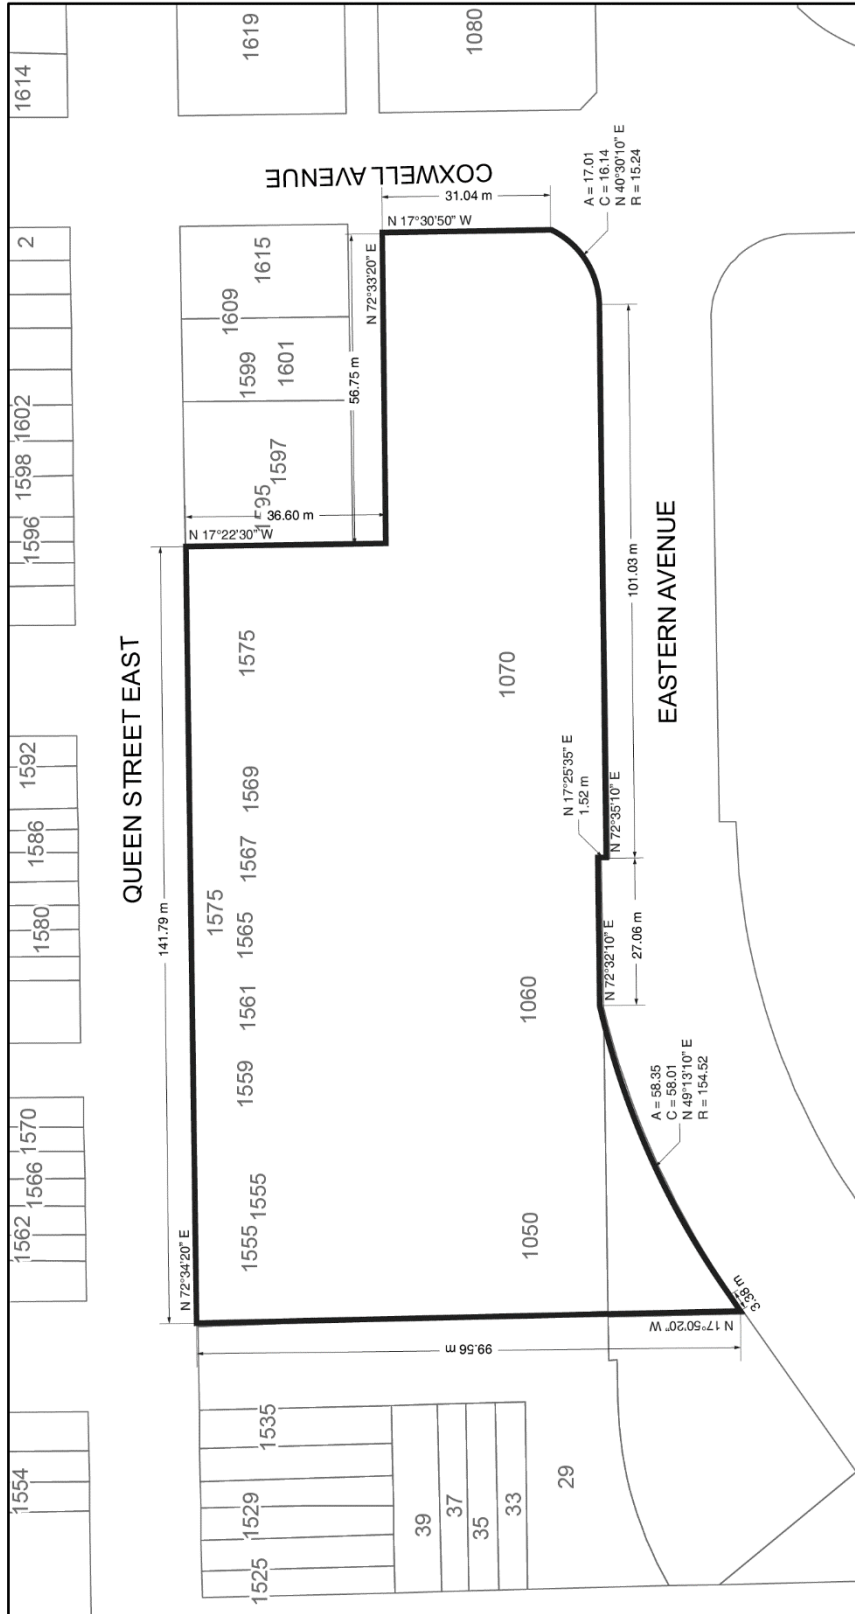 1614
1619
1080
COXWELL AVENUE
31.04 m
A = 17.01
C = 16.14
N 40°30'10" E
R = 15.24
N 17°30'50" W
N 72°33'20" E
2
1615
1609
1599
1601
1597
56.75 m
36.60 m
N 17°22'30" W
1602
1598
1596
QUEEN STREET EAST
141.79 m
1592
1586
1580
1570
1566
1562
1554
1575
1569
1567
1575
1565
1561
1559
1555
1555
1070
1060
1050
EASTERN AVENUE
101.03 m
N 17°25'35" E
1.52 m
N 72°35'10" E
N 72°32'10" E
27.06 m
A = 58.35
C = 58.01
N 49°13'10" E
R = 154.52
3.38 m
N 72°34'20" E
N 17°50'20" W
99.56 m
1535
1529
1525
39
37
35
33
29